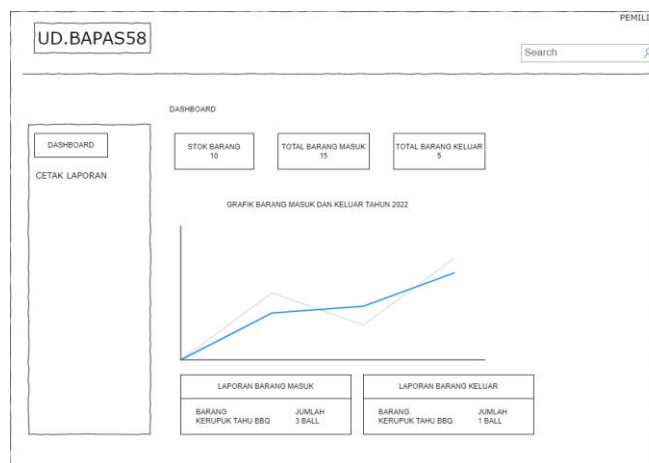 PEMILI
UD.BAPAS58
Search
DASHBOARD
DASHBOARD
CETAK LAPORAN
STOK BARANG
10
TOTAL BARANG MASUK
15
TOTAL BARANG KELUAR
5
GRAFIK BARANG MASUK DAN KELUAR TAHUN 2022
LAPORAN BARANG MASUK
BARANG JUMLAH
KERUPUK TAHU BBQ 3 BALL
LAPORAN BARANG KELUAR
BARANG JUMLAH
KERUPUK TAHU BBQ 1 BALL